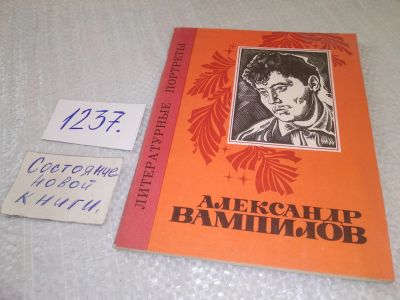 1237.
Состояние
новой
книги.
ЛИТЕРАТУРНЫЕ ПОРТРЕТЫ
АЛЕКСАНДР
ВАМПИЛОВ